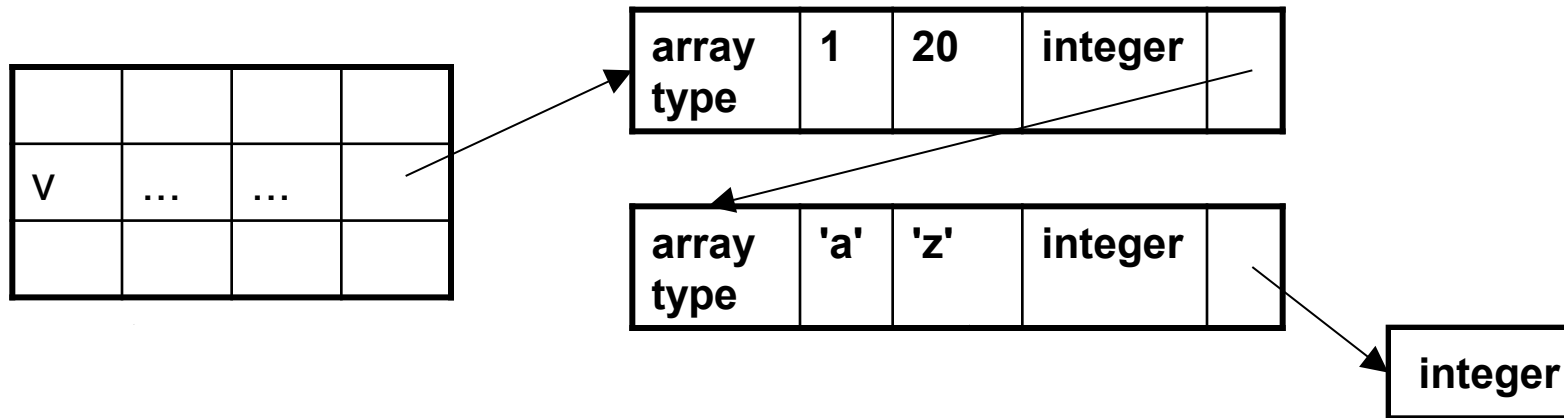 array type 1 20 integer
V ... ...
array type 'a' 'z' integer
integer